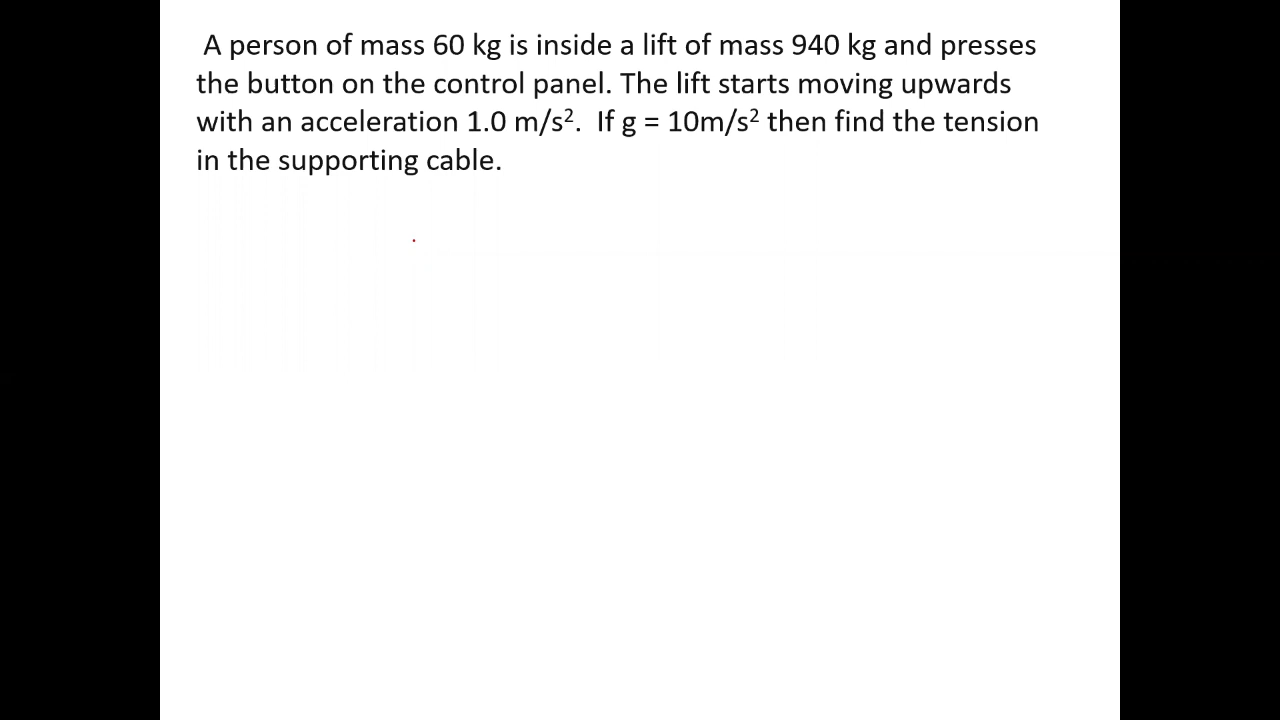 A person of mass 60 kg is inside a lift of mass 940 kg and presses
the button on the control panel. The lift starts moving upwards
with an acceleration 1.0 m/s². If g = 10m/s² then find the tension
in the supporting cable.